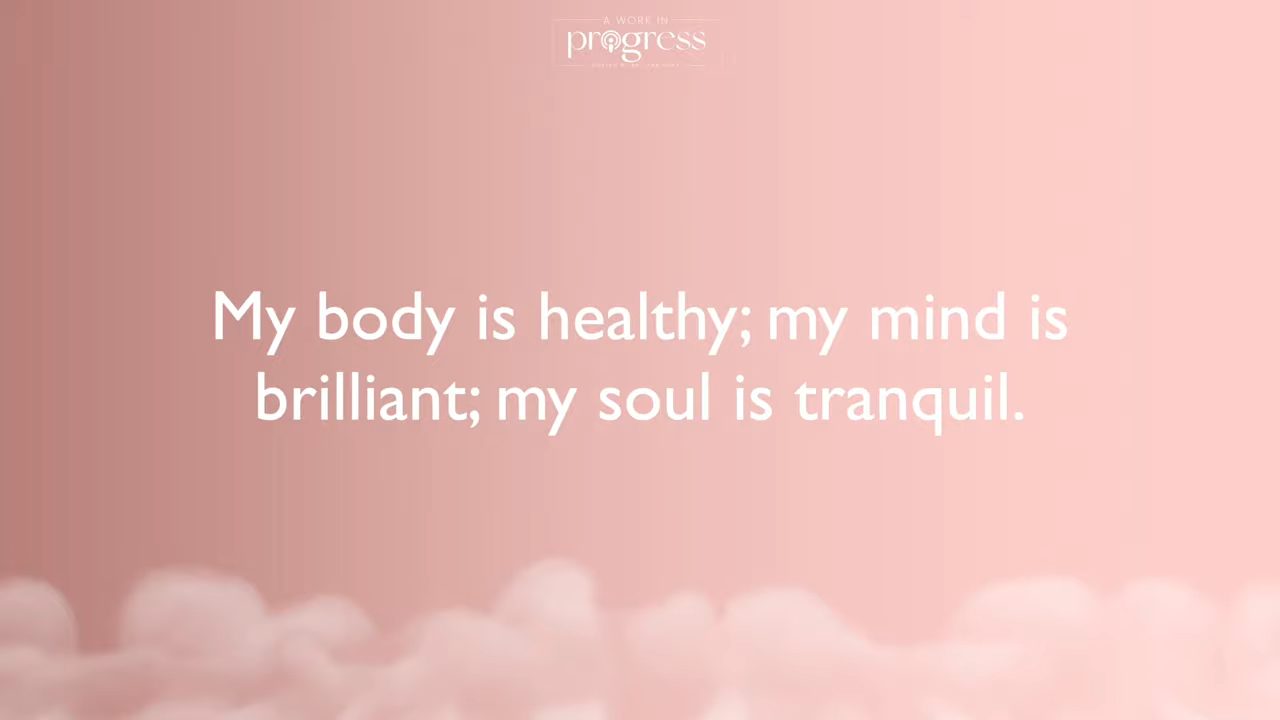 A WORK IN
progress
My body is healthy; my mind is
brilliant; my soul is tranquil.